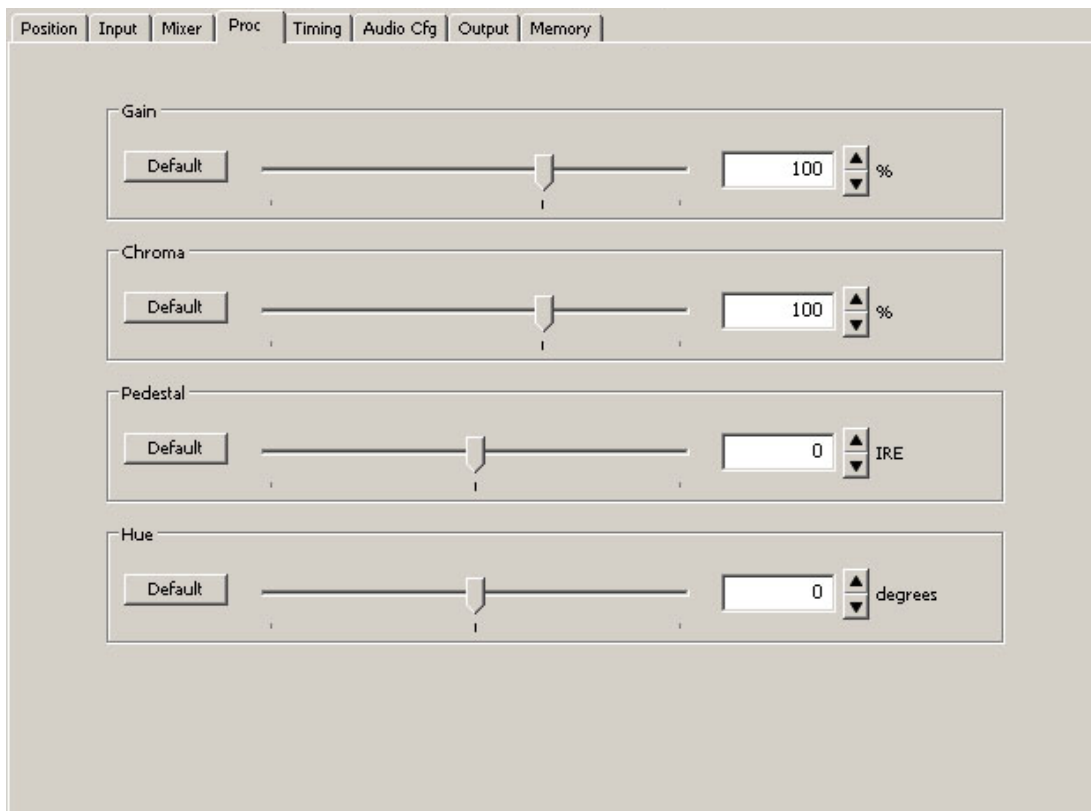 Position Input Mixer Proc Timing Audio Cfg Output Memory
Gain
Default 100 %
Chroma
Default 100 %
Pedestal
Default 0 IRE
Hue
Default 0 degrees